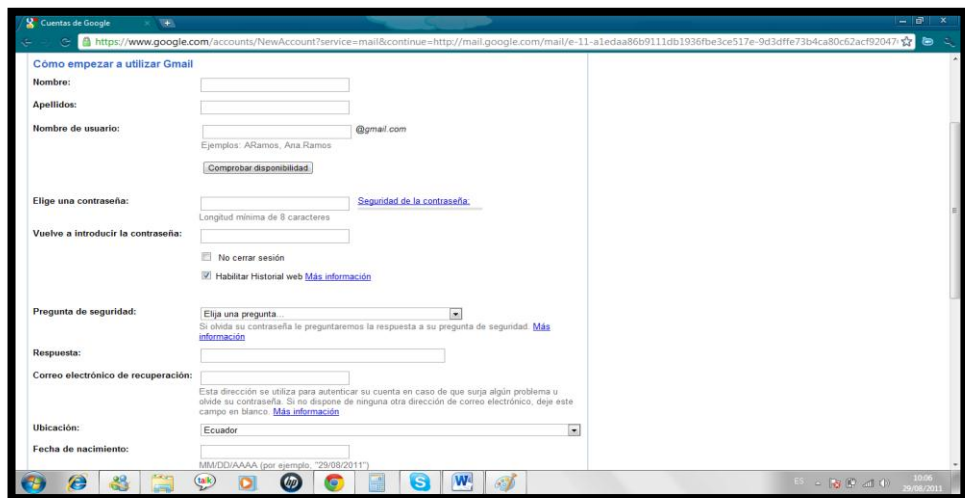 Cuentas de Google
https://www.google.com/accounts/NewAccount?service=mail&continue=http://mail.google.com/mail/e-11-a1edaa86b9111db1936fbe3ce517e-9d3dffe73b4ca80c62acf92047
Cómo empezar a utilizar Gmail
Nombre:
Apellidos:
Nombre de usuario: @gmail.com
Ejemplos: ARamos, Ana.Ramos
Comprobar disponibilidad
Elige una contraseña: Seguridad de la contraseña:
Longitud mínima de 8 caracteres
Vuelve a introducir la contraseña:
No cerrar sesión
Habilitar Historial web Más información
Pregunta de seguridad: Elija una pregunta...
Si olvida su contraseña le preguntaremos la respuesta a su pregunta de seguridad. Más
información
Respuesta:
Correo electrónico de recuperación:
Esta dirección se utiliza para autenticar su cuenta en caso de que surja algún problema u
olvide su contraseña. Si no dispone de ninguna otra dirección de correo electrónico, deje este
campo en blanco. Más información
Ubicación: Ecuador
Fecha de nacimiento:
MM/DD/AAAA (por ejemplo, "29/08/2011")
talk hp S W ES 10:06
29/08/2011